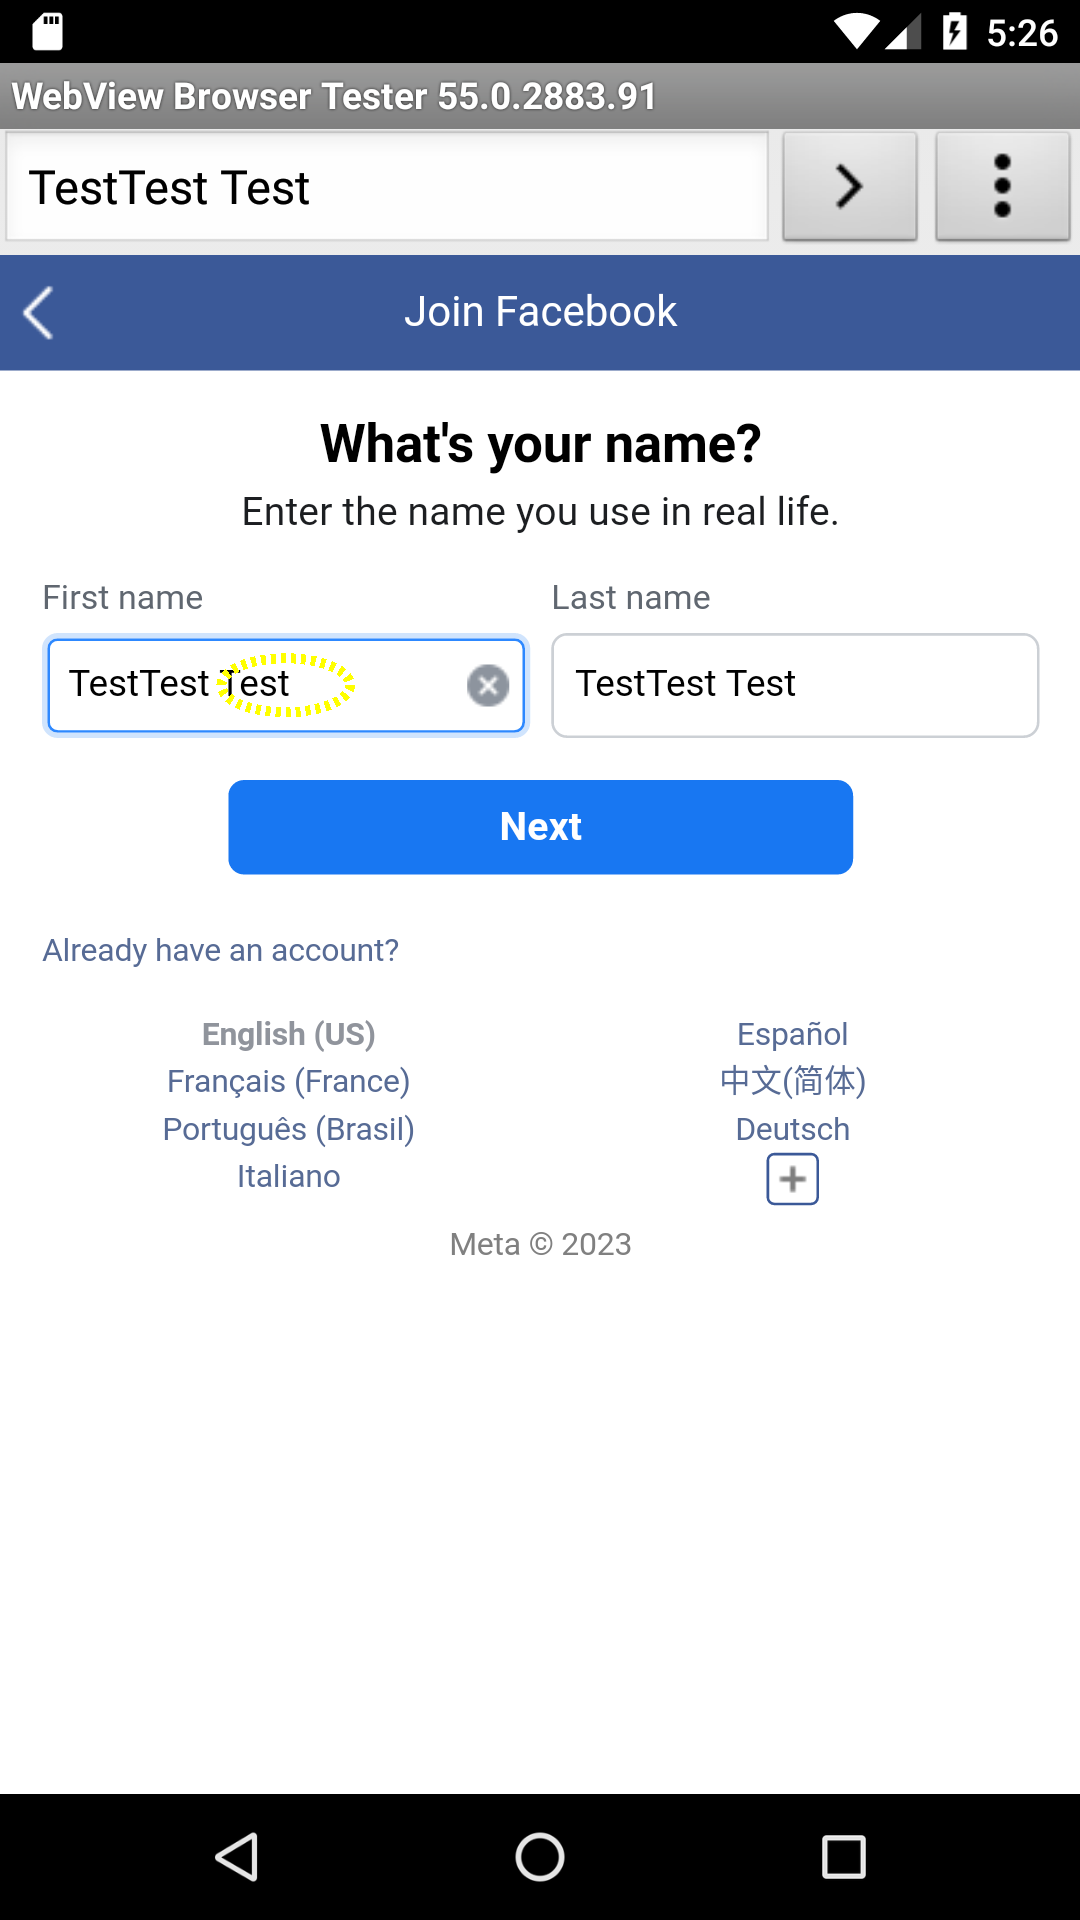 5:26
WebView Browser Tester 55.0.2883.91
TestTest Test
Join Facebook
What's your name?
Enter the name you use in real life.
First name
Last name
TestTest Test
TestTest Test
Next
Already have an account?
English (US)
Español
Français (France)
中文(简体)
Português (Brasil)
Deutsch
Italiano
Meta © 2023